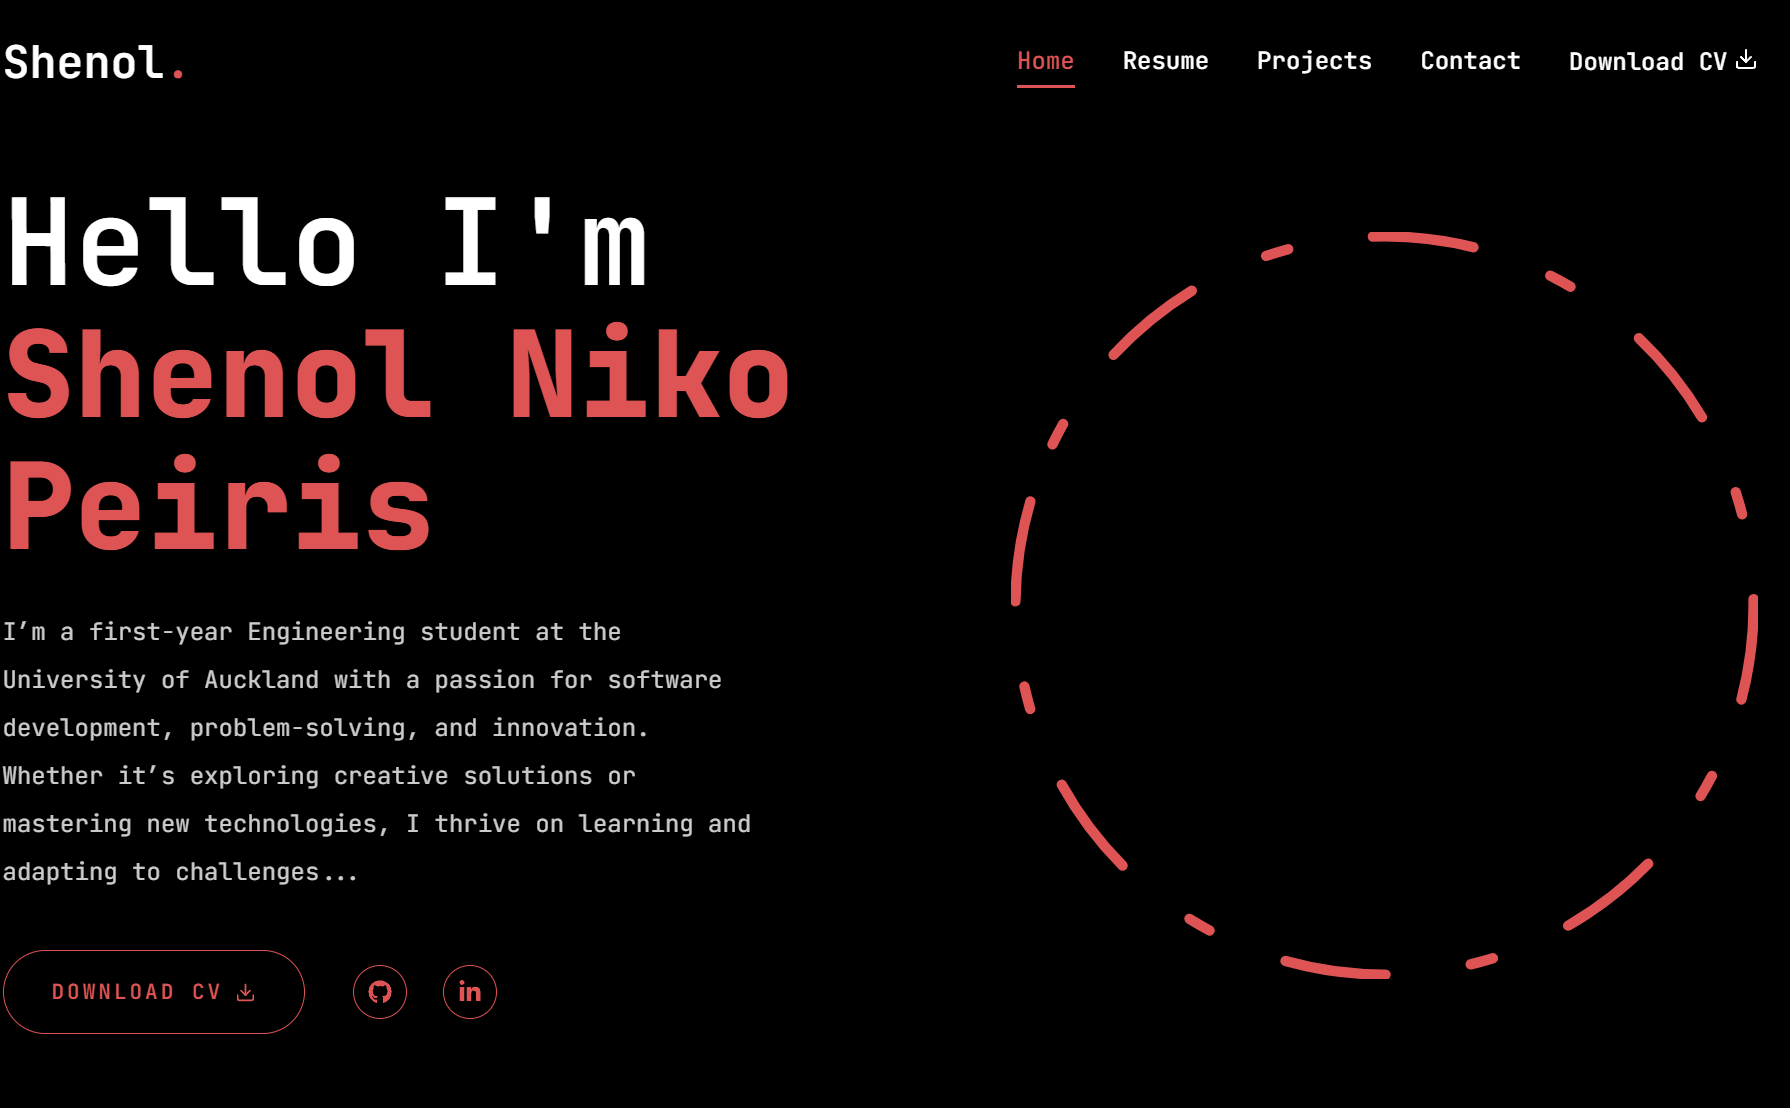 Shenol.
Home Resume Projects Contact Download CV
Hello I'm
Shenol Niko
Peiris
I’m a first-year Engineering student at the
University of Auckland with a passion for software
development, problem-solving, and innovation.
Whether it’s exploring creative solutions or
mastering new technologies, I thrive on learning and
adapting to challenges...
DOWNLOAD CV
in